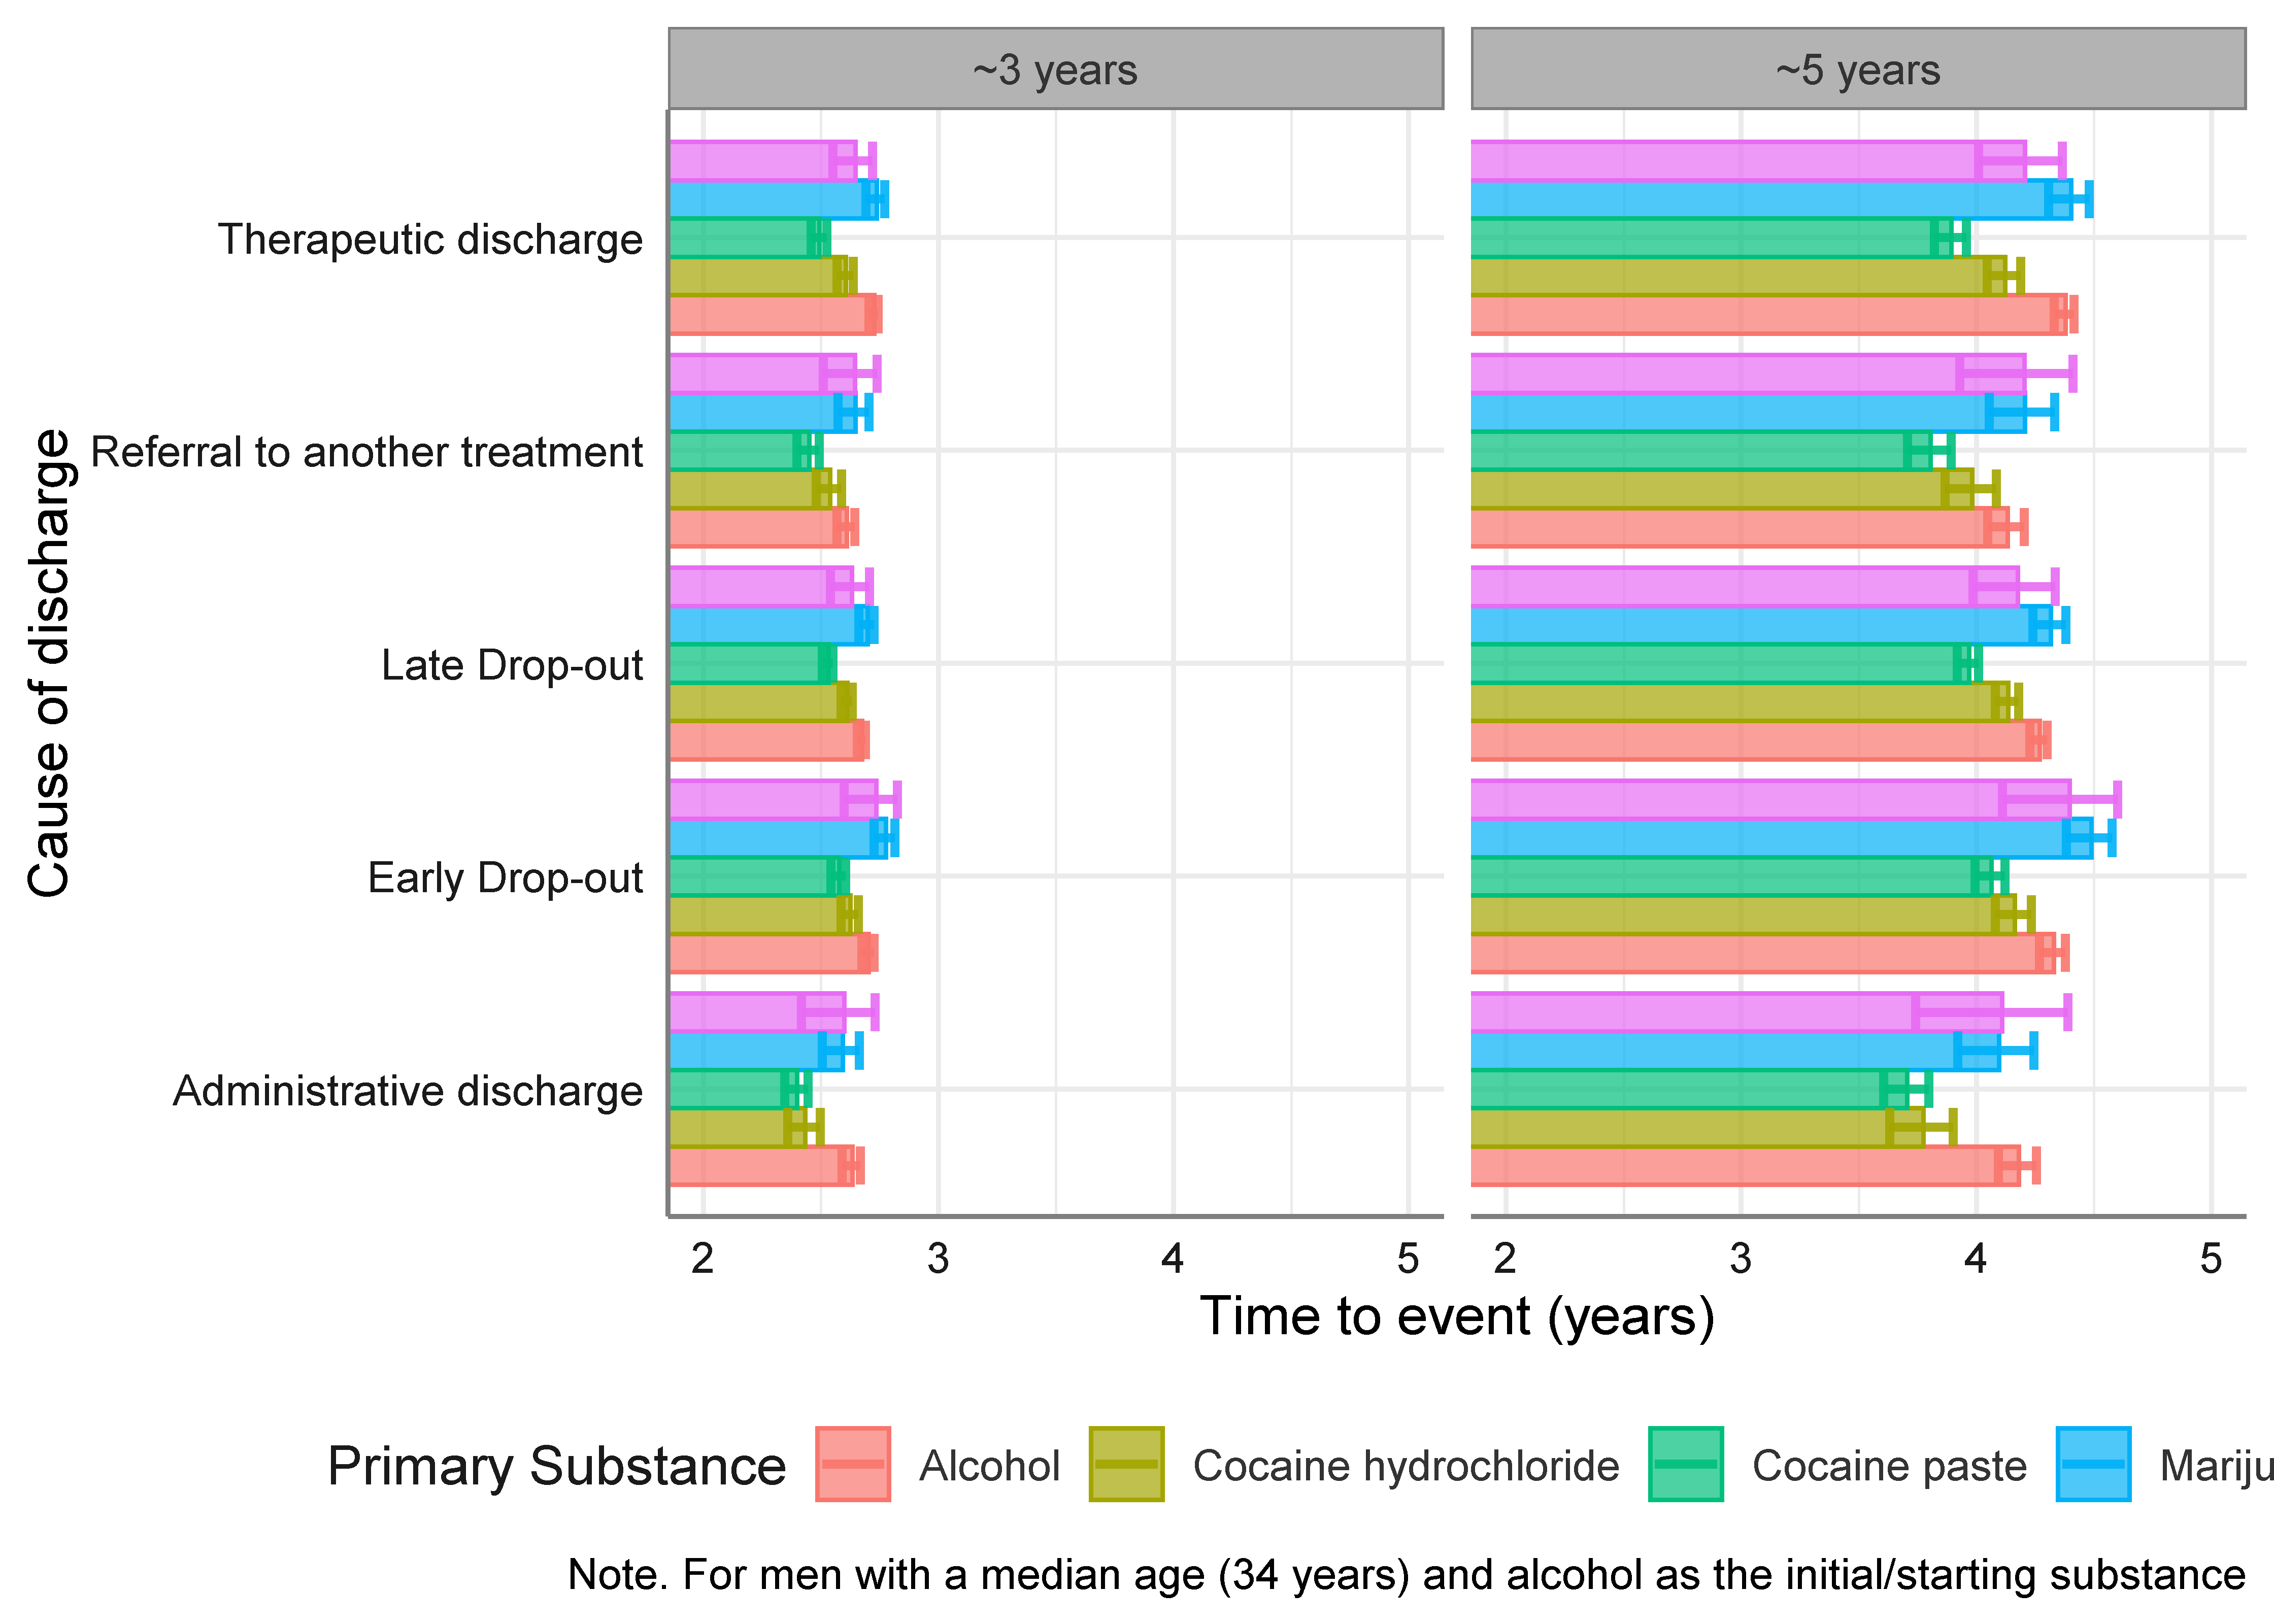 ~3 years
~5 years
Cause of discharge
Therapeutic discharge
Referral to another treatment
Late Drop-out
Early Drop-out
Administrative discharge
2 3 4 5
2 3 4 5
Time to event (years)
Primary Substance Alcohol Cocaine hydrochloride Cocaine paste Mariju
Note. For men with a median age (34 years) and alcohol as the initial/starting substance